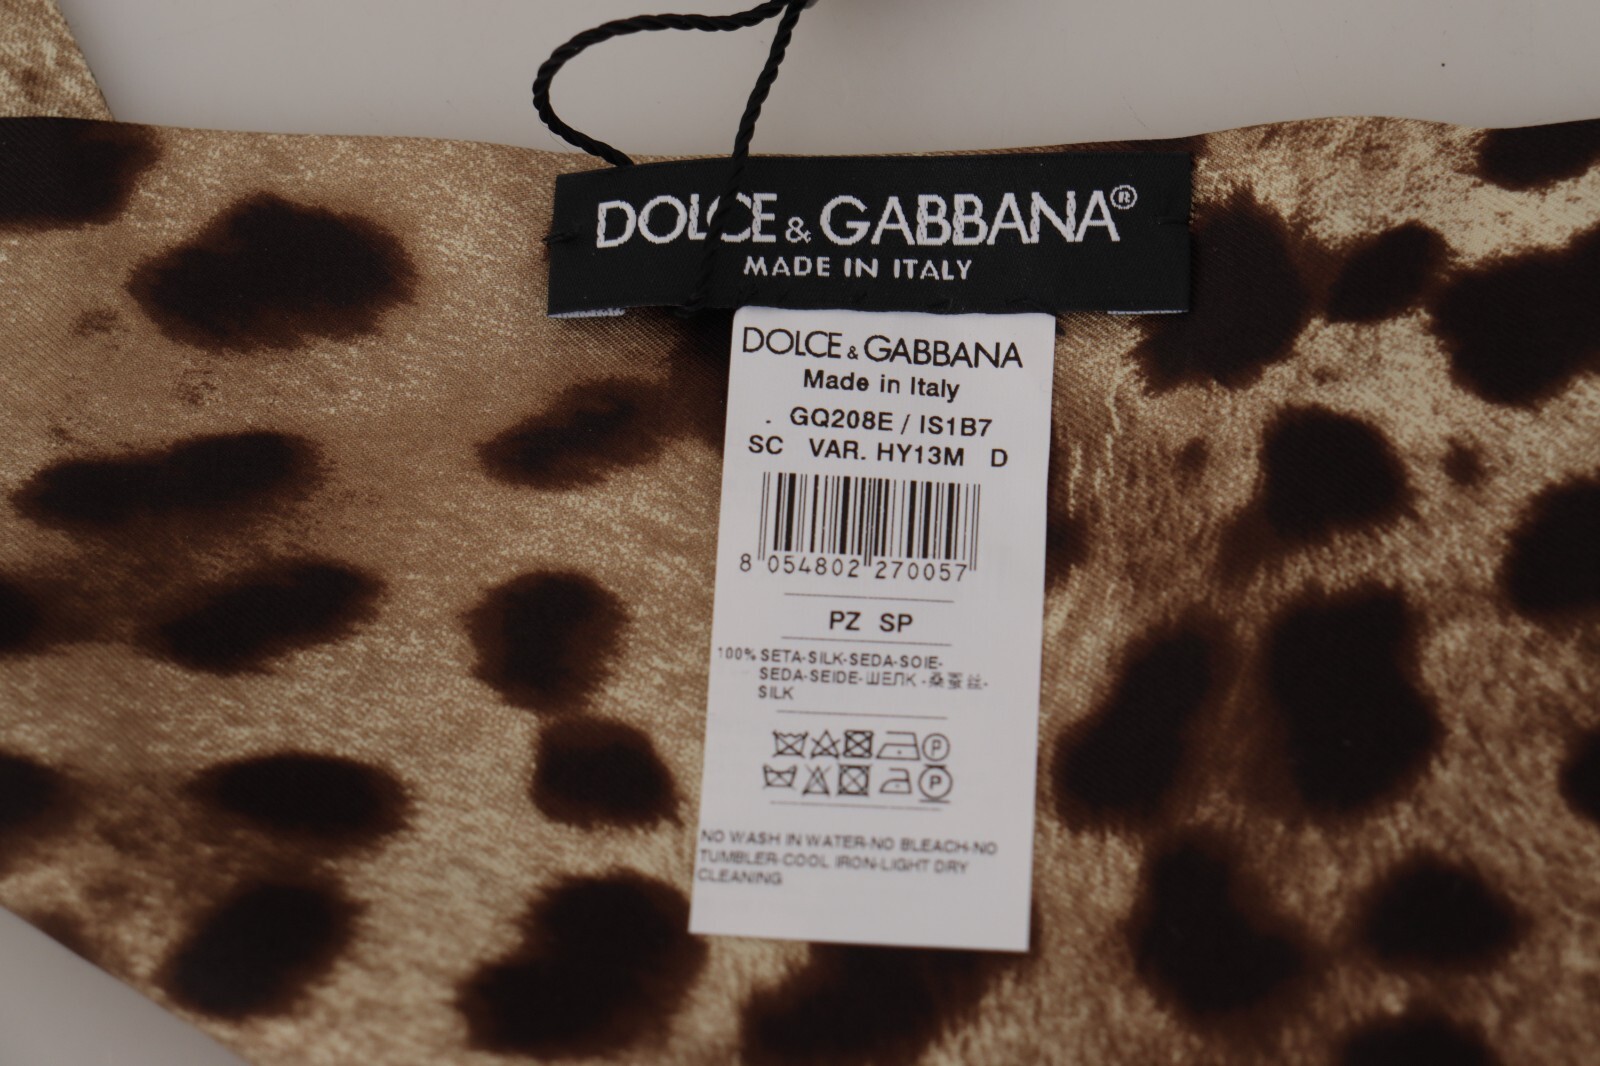 DOLCE & GABBANA®
MADE IN ITALY
DOLCE & GABBANA
Made in Italy
. GQ208E / IS1B7
SC VAR. HY13M D
8 054802 270057
PZ SP
100% SETA-SILK-SEDA-SOIE-
SEDA-SEIDE-ШЕЛК-桑蚕丝-
SILK
P
P
NO WASH IN WATER-NO BLEACH-NO
TUMBLER-COOL IRON-LIGHT DRY
CLEANING